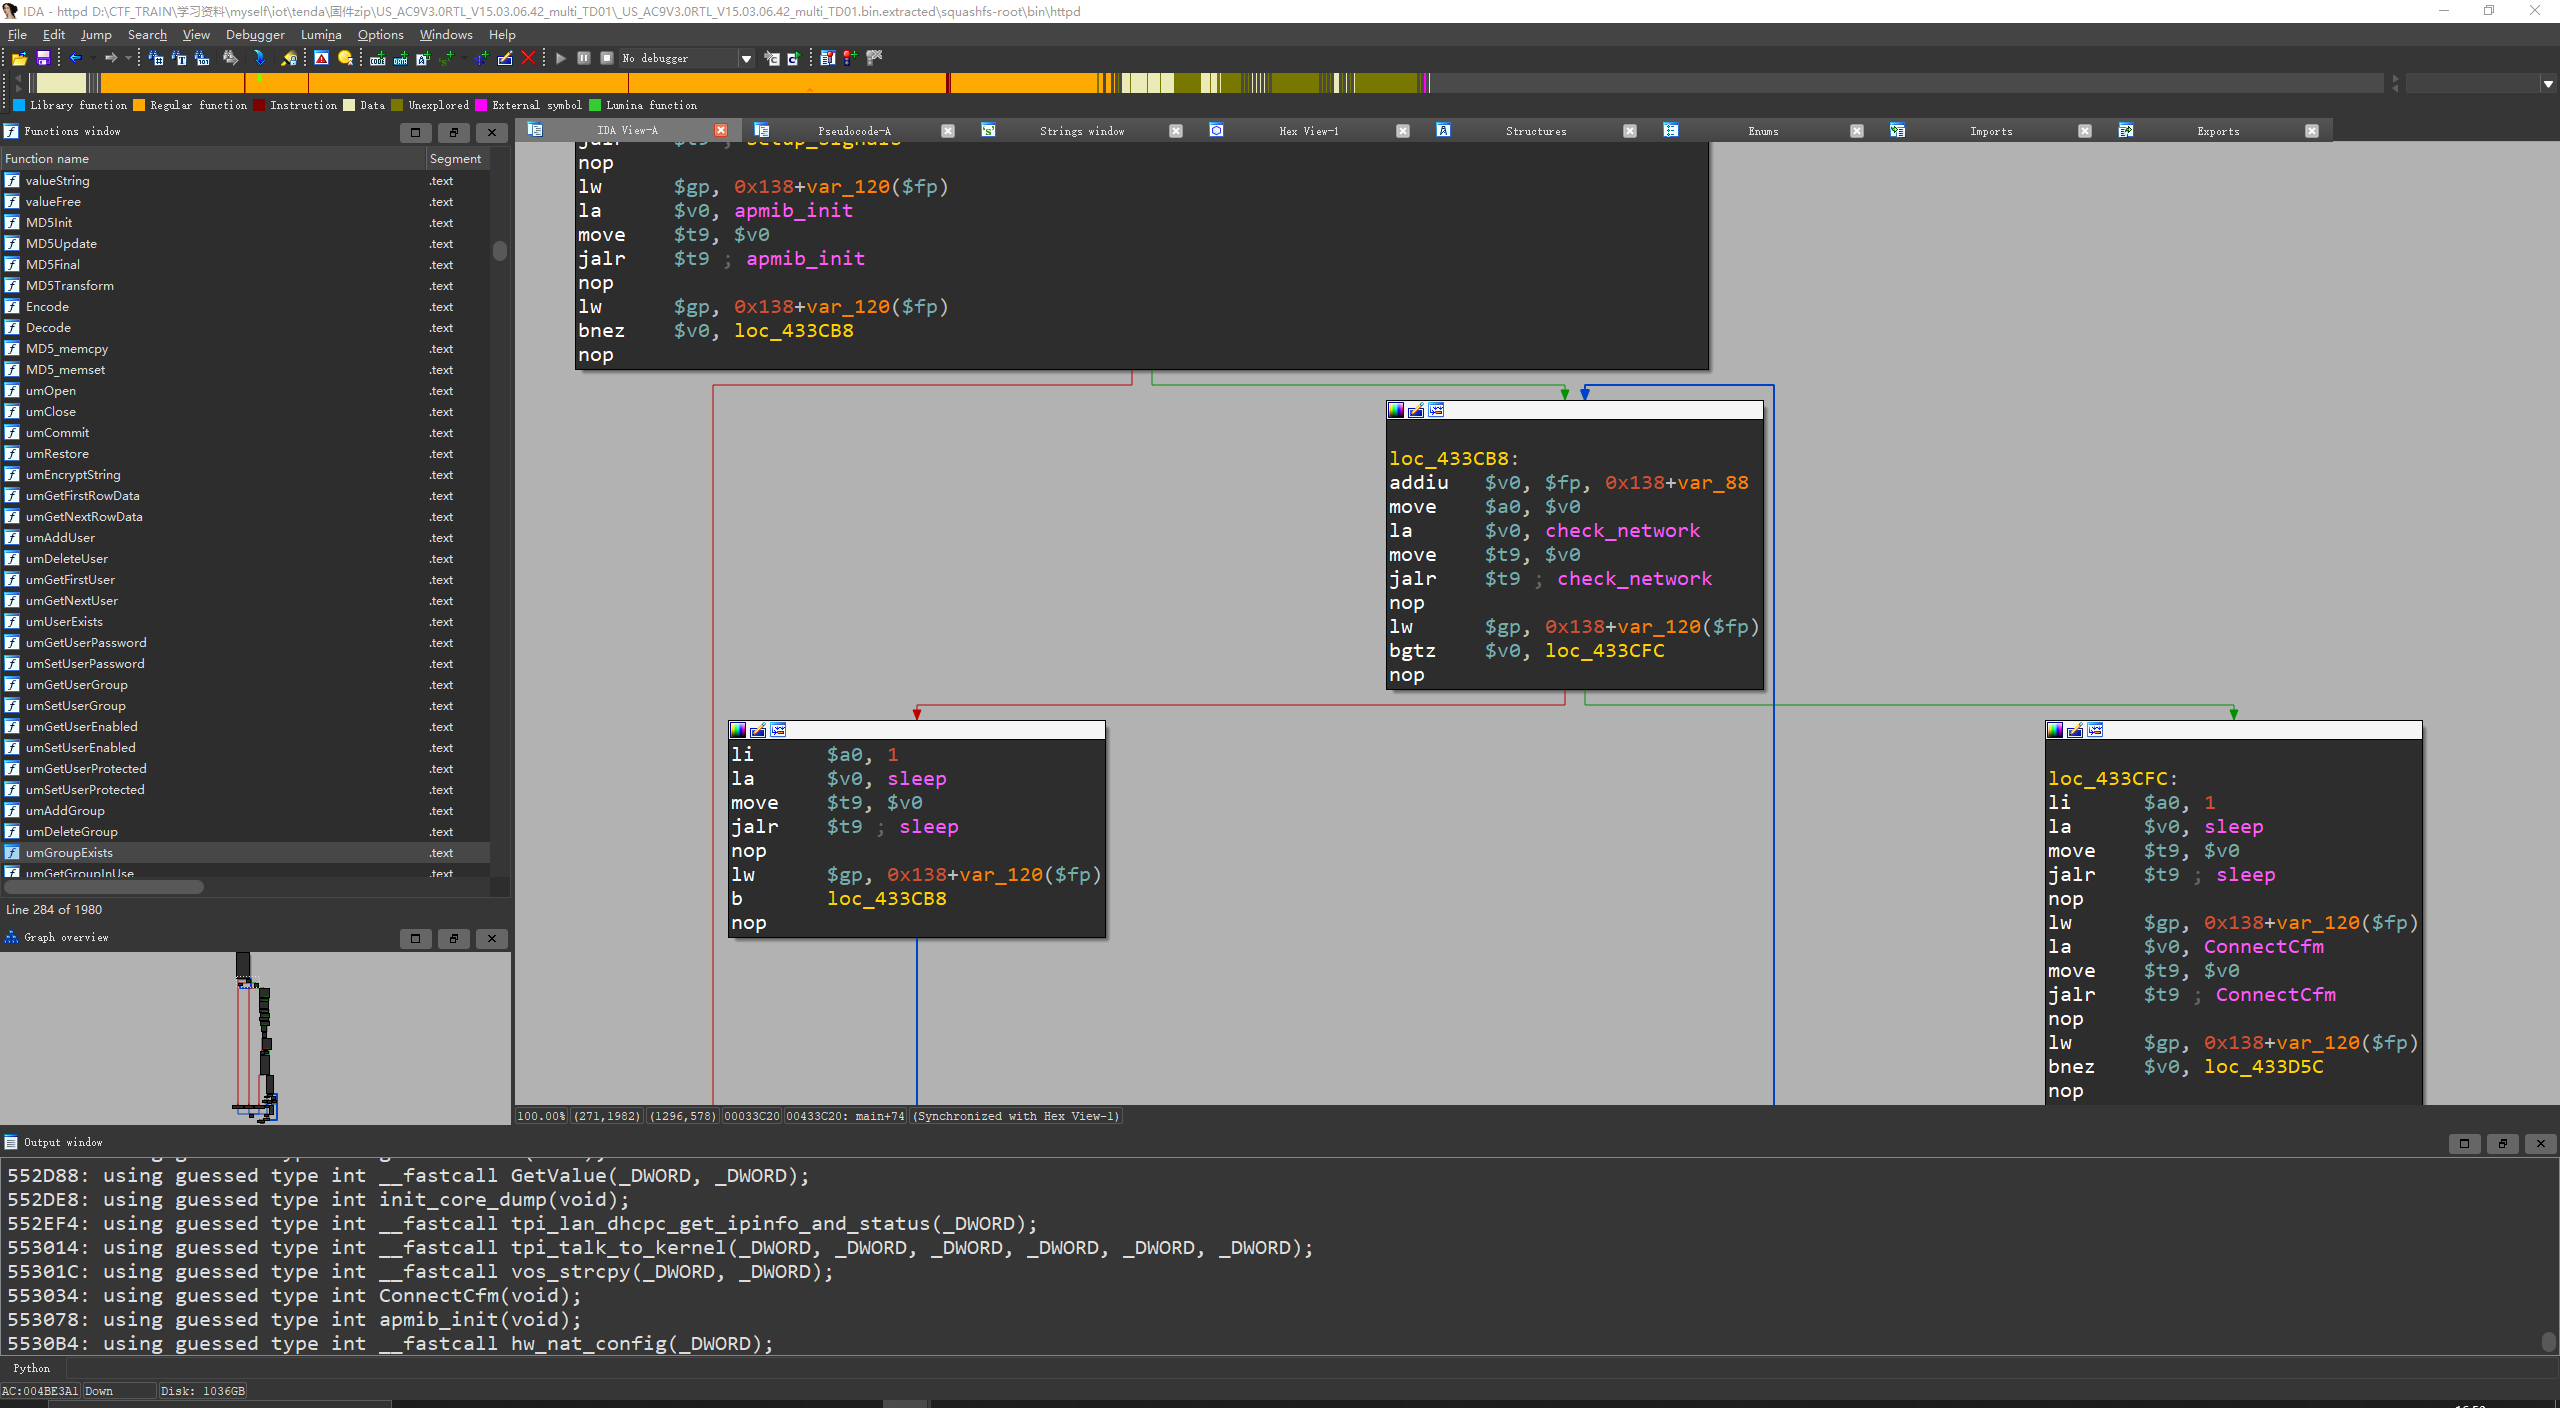 IDA - httpd D:\CTF_TRAIN\学习资料\myself\iot\tenda\固件zip\US_AC9V3.0RTL_V15.03.06.42_multi_TD01\_US_AC9V3.0RTL_V15.03.06.42_multi_TD01.bin.extracted\squashfs-root\bin\httpd
File Edit Jump Search View Debugger Lumina Options Windows Help
No debugger
Library function Regular function Instruction Data Unexplored External symbol Lumina function
Functions window
Function name Segment
valueString .text
valueFree .text
MD5Init .text
MD5Update .text
MD5Final .text
MD5Transform .text
Encode .text
Decode .text
MD5_memcpy .text
MD5_memset .text
umOpen .text
umClose .text
umCommit .text
umRestore .text
umEncryptString .text
umGetFirstRowData .text
umGetNextRowData .text
umAddUser .text
umDeleteUser .text
umGetFirstUser .text
umGetNextUser .text
umUserExists .text
umGetUserPassword .text
umSetUserPassword .text
umGetUserGroup .text
umSetUserGroup .text
umGetUserEnabled .text
umSetUserEnabled .text
umGetUserProtected .text
umSetUserProtected .text
umAddGroup .text
umDeleteGroup .text
umGroupExists .text
umGetGroupInUse .text
Line 284 of 1980
Graph overview
IDA View-A Pseudocode-A Strings window Hex View-1 Structures Enums Imports Exports
jalr $t9 ; setup_signals
nop
lw $gp, 0x138+var_120($fp)
la $v0, apmib_init
move $t9, $v0
jalr $t9 ; apmib_init
nop
lw $gp, 0x138+var_120($fp)
bnez $v0, loc_433CB8
nop
loc_433CB8:
addiu $v0, $fp, 0x138+var_88
move $a0, $v0
la $v0, check_network
move $t9, $v0
jalr $t9 ; check_network
nop
lw $gp, 0x138+var_120($fp)
bgtz $v0, loc_433CFC
nop
li $a0, 1
la $v0, sleep
move $t9, $v0
jalr $t9 ; sleep
nop
lw $gp, 0x138+var_120($fp)
b loc_433CB8
nop
loc_433CFC:
li $a0, 1
la $v0, sleep
move $t9, $v0
jalr $t9 ; sleep
nop
lw $gp, 0x138+var_120($fp)
la $v0, ConnectCfm
move $t9, $v0
jalr $t9 ; ConnectCfm
nop
lw $gp, 0x138+var_120($fp)
bnez $v0, loc_433D5C
nop
100.00% (271,1982) (1296,578) 00033C20 00433C20: main+74 (Synchronized with Hex View-1)
Output window
552D88: using guessed type int __fastcall GetValue(_DWORD, _DWORD);
552DE8: using guessed type int init_core_dump(void);
552EF4: using guessed type int __fastcall tpi_lan_dhcpc_get_ipinfo_and_status(_DWORD);
553014: using guessed type int __fastcall tpi_talk_to_kernel(_DWORD, _DWORD, _DWORD, _DWORD, _DWORD, _DWORD);
55301C: using guessed type int __fastcall vos_strcpy(_DWORD, _DWORD);
553034: using guessed type int ConnectCfm(void);
553078: using guessed type int apmib_init(void);
5530B4: using guessed type int __fastcall hw_nat_config(_DWORD);
Python
AC:004BE3A1 Down Disk: 1036GB